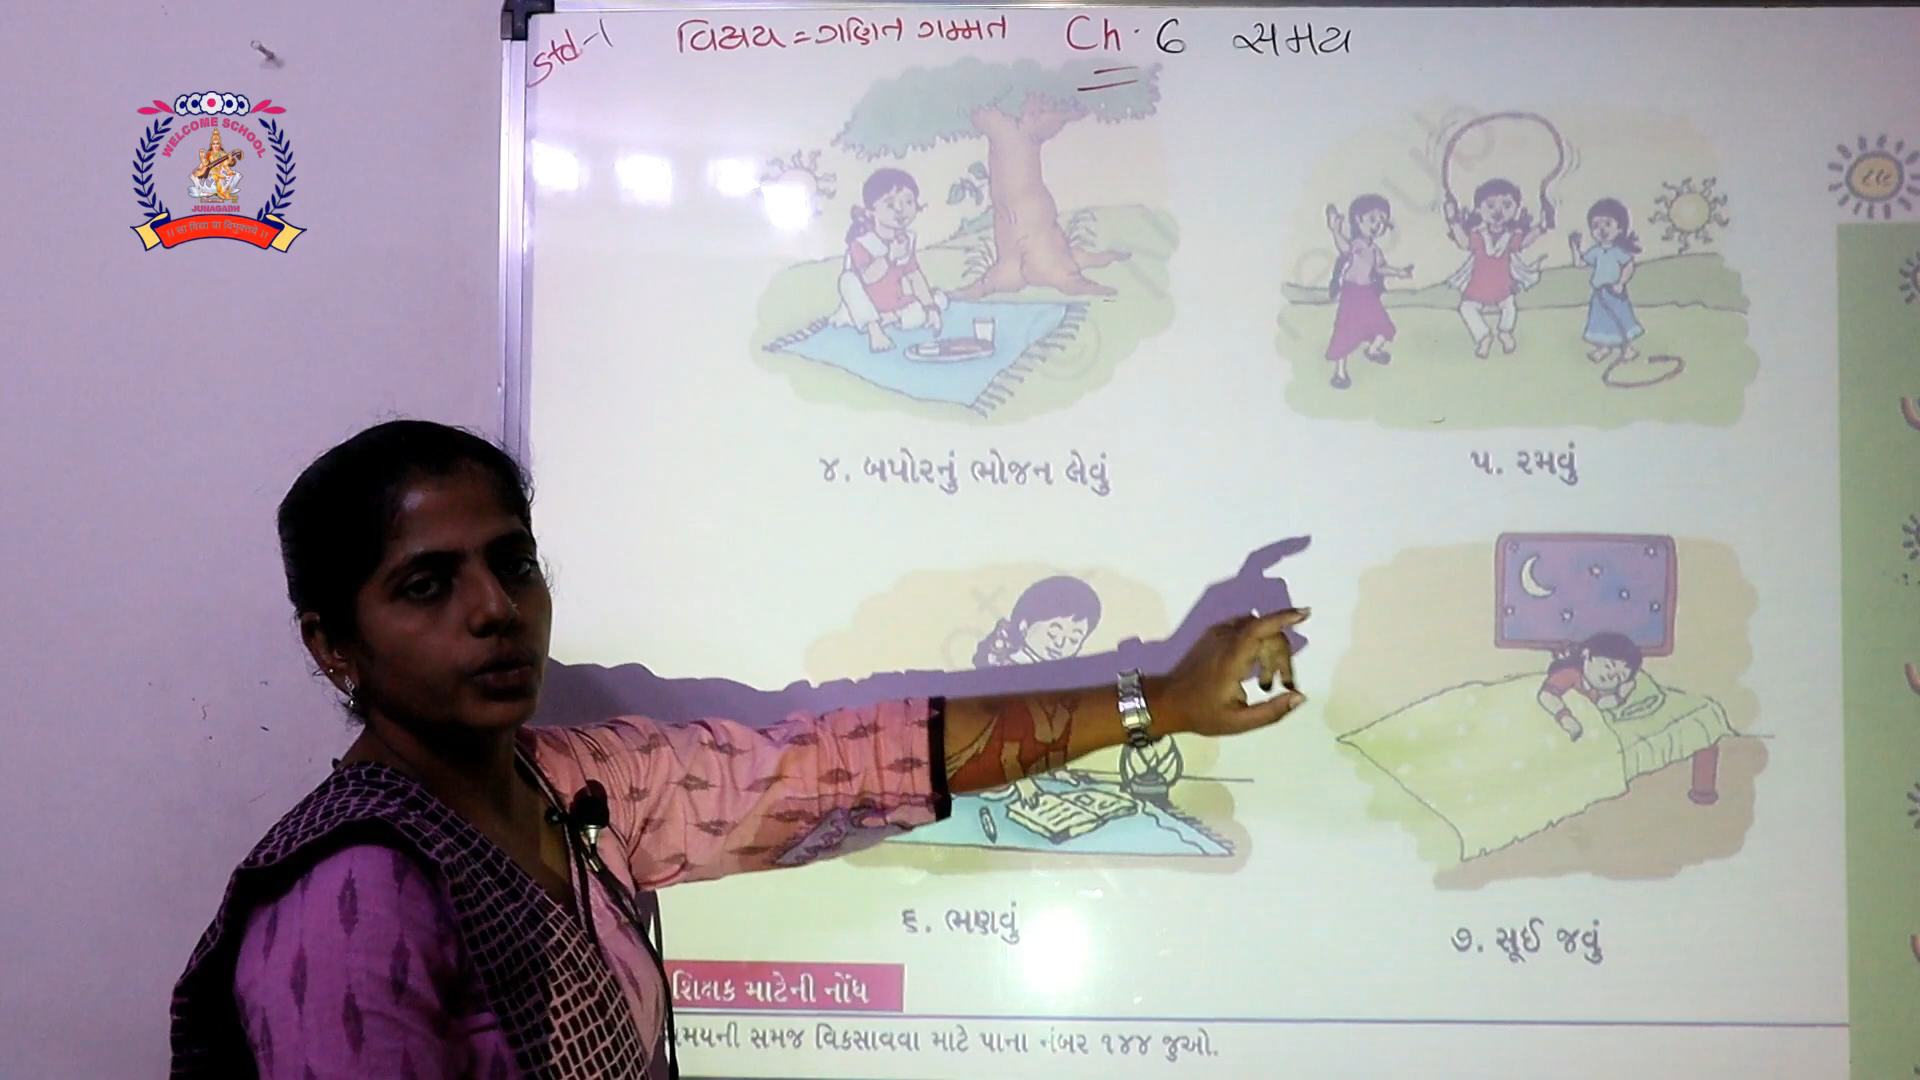 WELCOME SCHOOL
JUNAGADH
॥ सा विद्या या विमुक्तये ॥
Std-1 વિષય = ગણિત ગમ્મત Ch. 6 સમય
૪. બપોરનું ભોજન લેવું
૫. રમવું
૬. ભણવું
૭. સૂઈ જવું
શિક્ષક માટેની નોંધ
સમજ વિકસાવવા માટે પાના નંબર ૧૪૪ જુઓ.